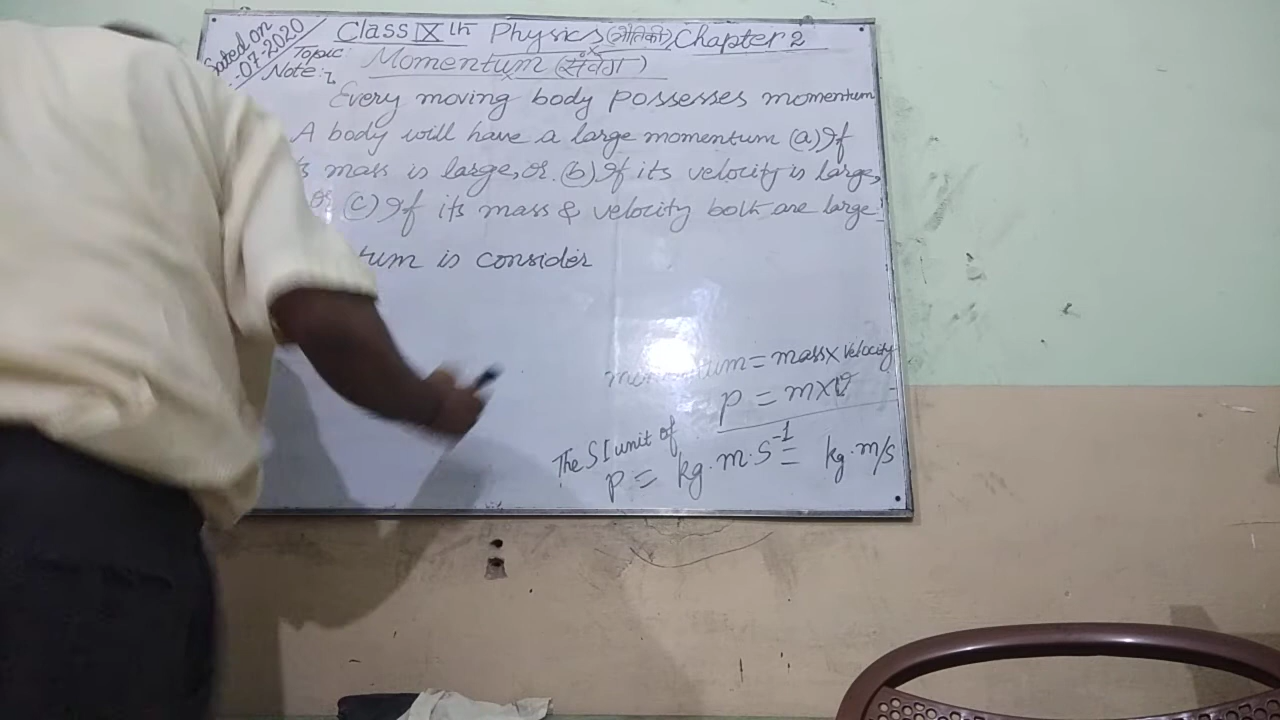 Dated on
-07-2020
Class IXth Physics (भौतिकी), Chapter 2
Topic: Momentum (संवेग)
Note:-
Every moving body possesses momentum
A body will have a large momentum (a) If
s mass is large, or (b) If its velocity is large,
or (c) If its mass & velocity both are large.
tum is consider
momentum = mass x velocity
p = m x v
The SI unit of
p = kg.m.s⁻¹ = kg.m/s